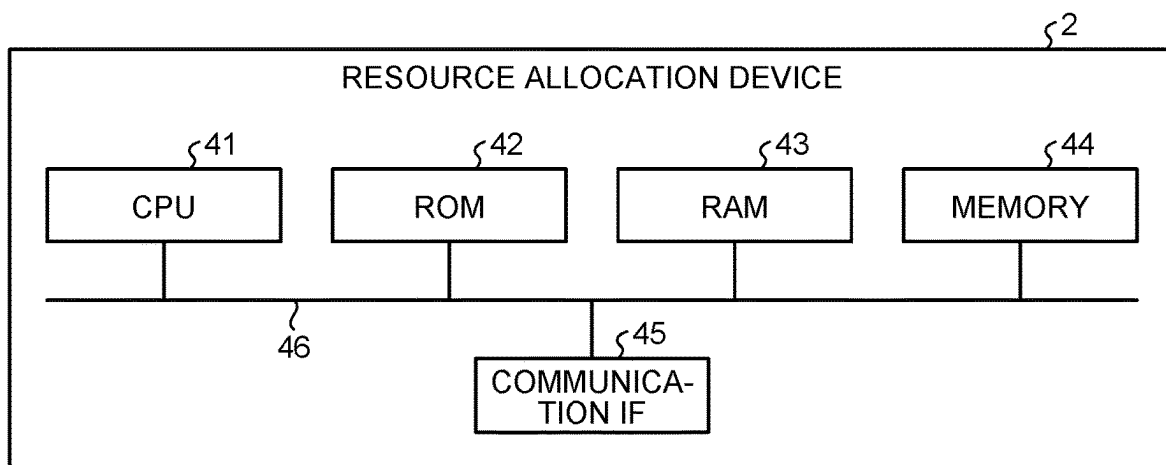 2
RESOURCE ALLOCATION DEVICE
41
42
43
44
CPU
ROM
RAM
MEMORY
46
45
COMMUNICA-
TION IF